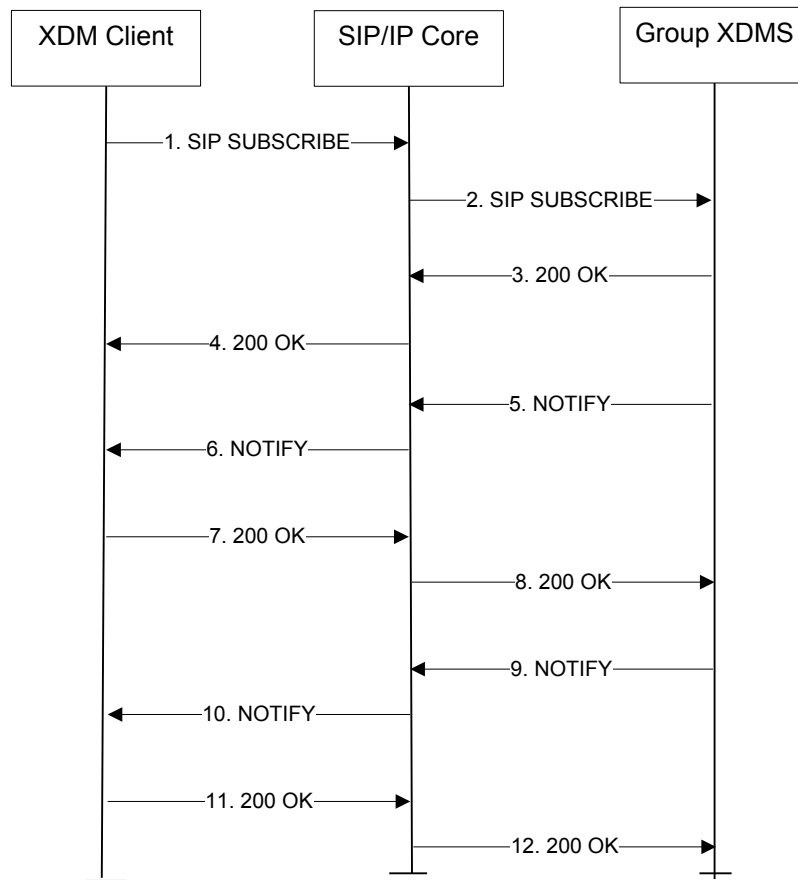 XDM Client
SIP/IP Core
Group XDMS
1. SIP SUBSCRIBE
2. SIP SUBSCRIBE
3. 200 OK
4. 200 OK
5. NOTIFY
6. NOTIFY
7. 200 OK
8. 200 OK
9. NOTIFY
10. NOTIFY
11. 200 OK
12. 200 OK